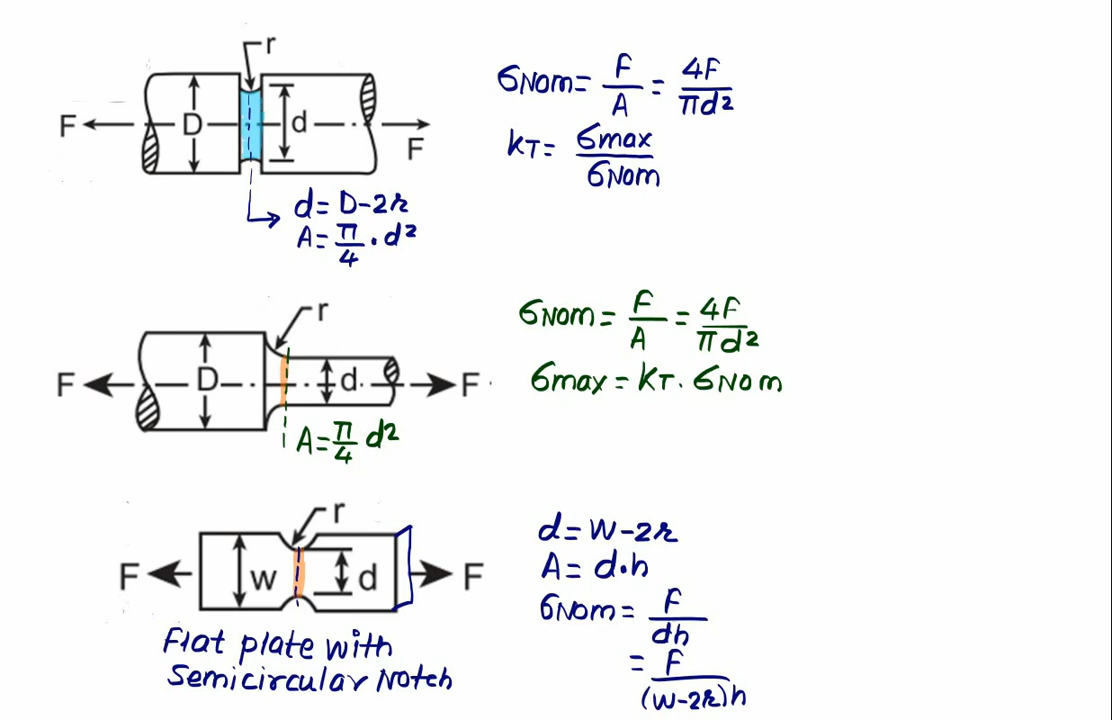 r
F D d F
d = D-2r
A = π/4 . d²
σNom = F/A = 4F/πd²
KT = σmax/σNom
r
F D d F
A = π/4 d²
σNom = F/A = 4F/πd²
σmax = KT . σNom
r
F w d F
Flat plate with
Semicircular Notch
d = W-2r
A = d.h
σNom = F/dh
= F/(W-2r)h